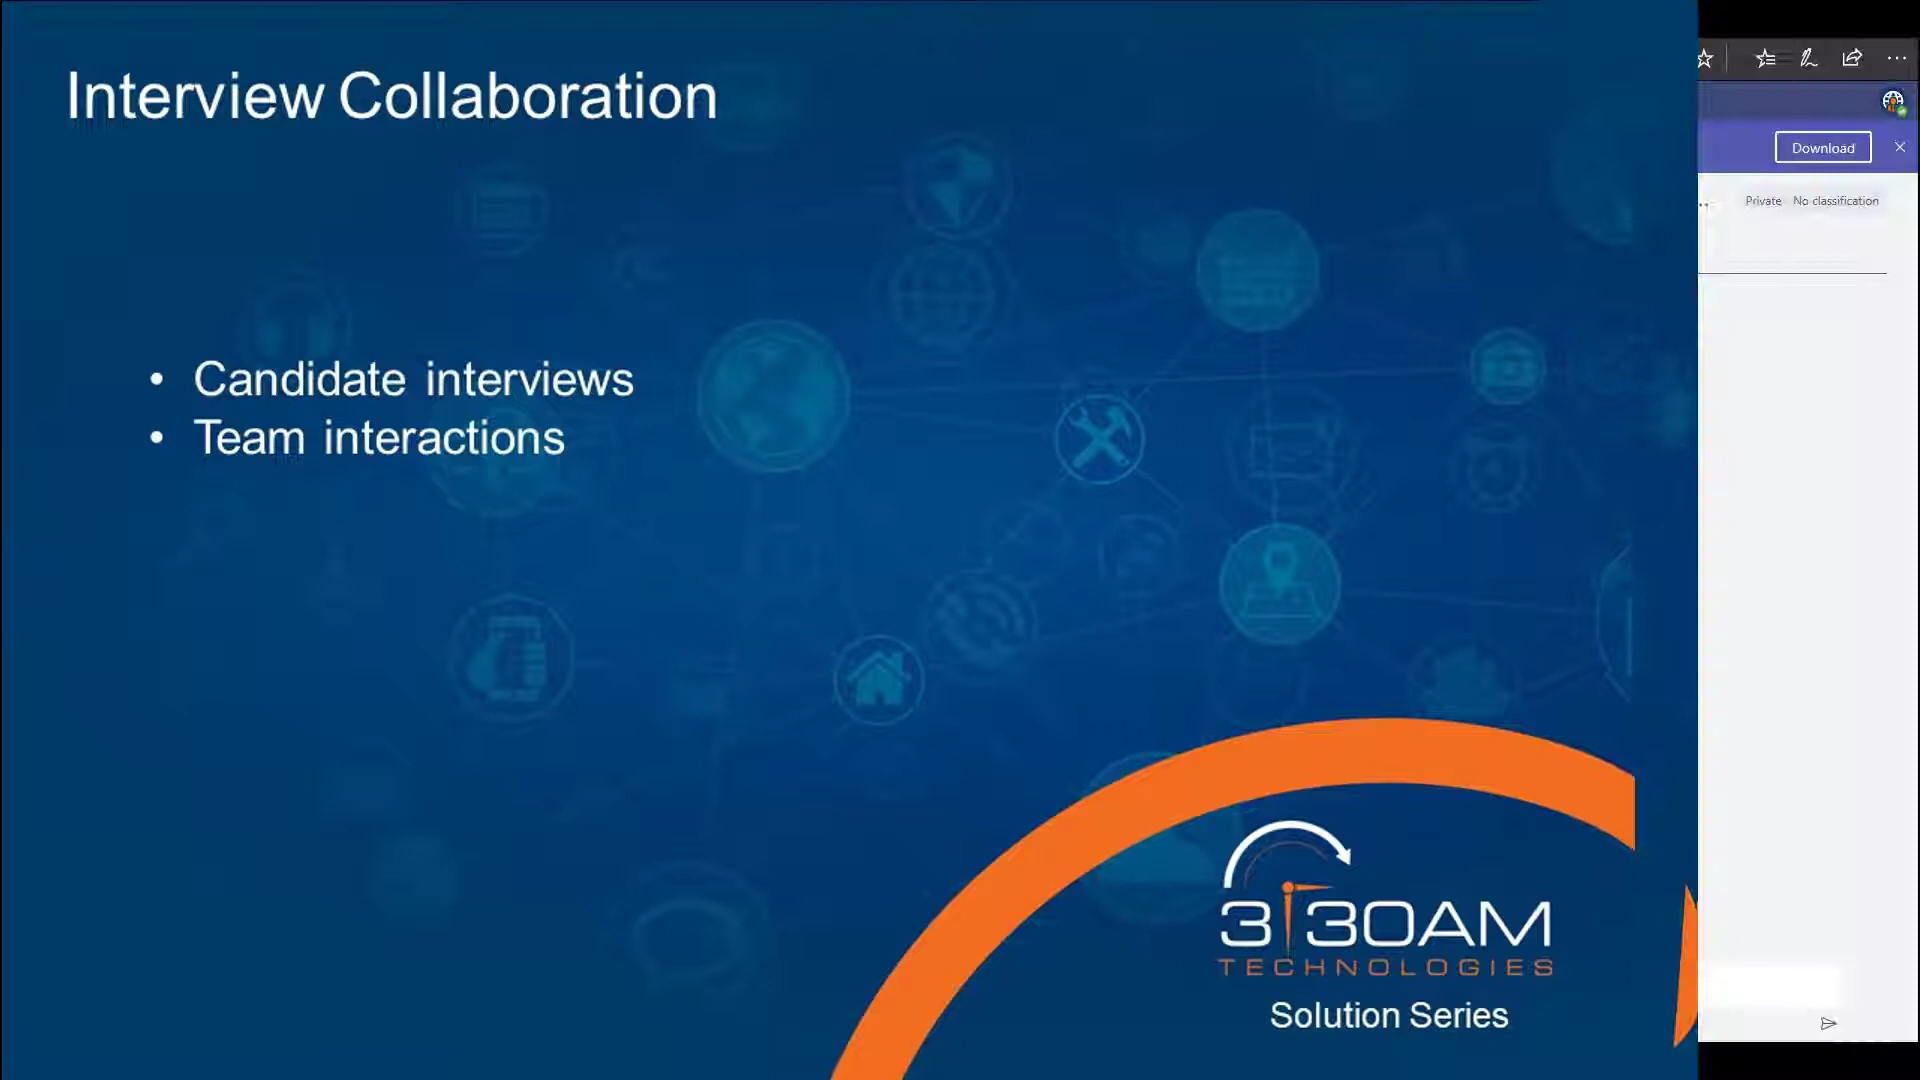 Interview Collaboration
• Candidate interviews
• Team interactions
3:30AM
TECHNOLOGIES
Solution Series
Download
Private No classification